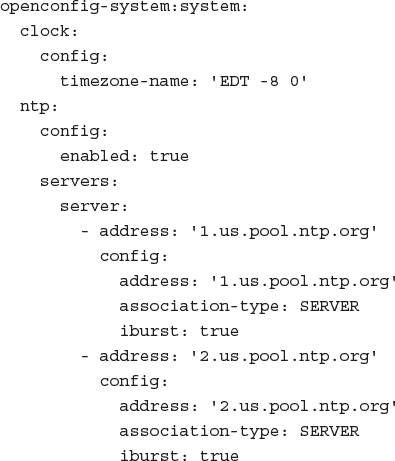 openconfig-system:system:
  clock:
    config:
      timezone-name: 'EDT -8 0'
  ntp:
    config:
      enabled: true
    servers:
      server:
        - address: '1.us.pool.ntp.org'
          config:
            address: '1.us.pool.ntp.org'
            association-type: SERVER
            iburst: true
        - address: '2.us.pool.ntp.org'
          config:
            address: '2.us.pool.ntp.org'
            association-type: SERVER
            iburst: true